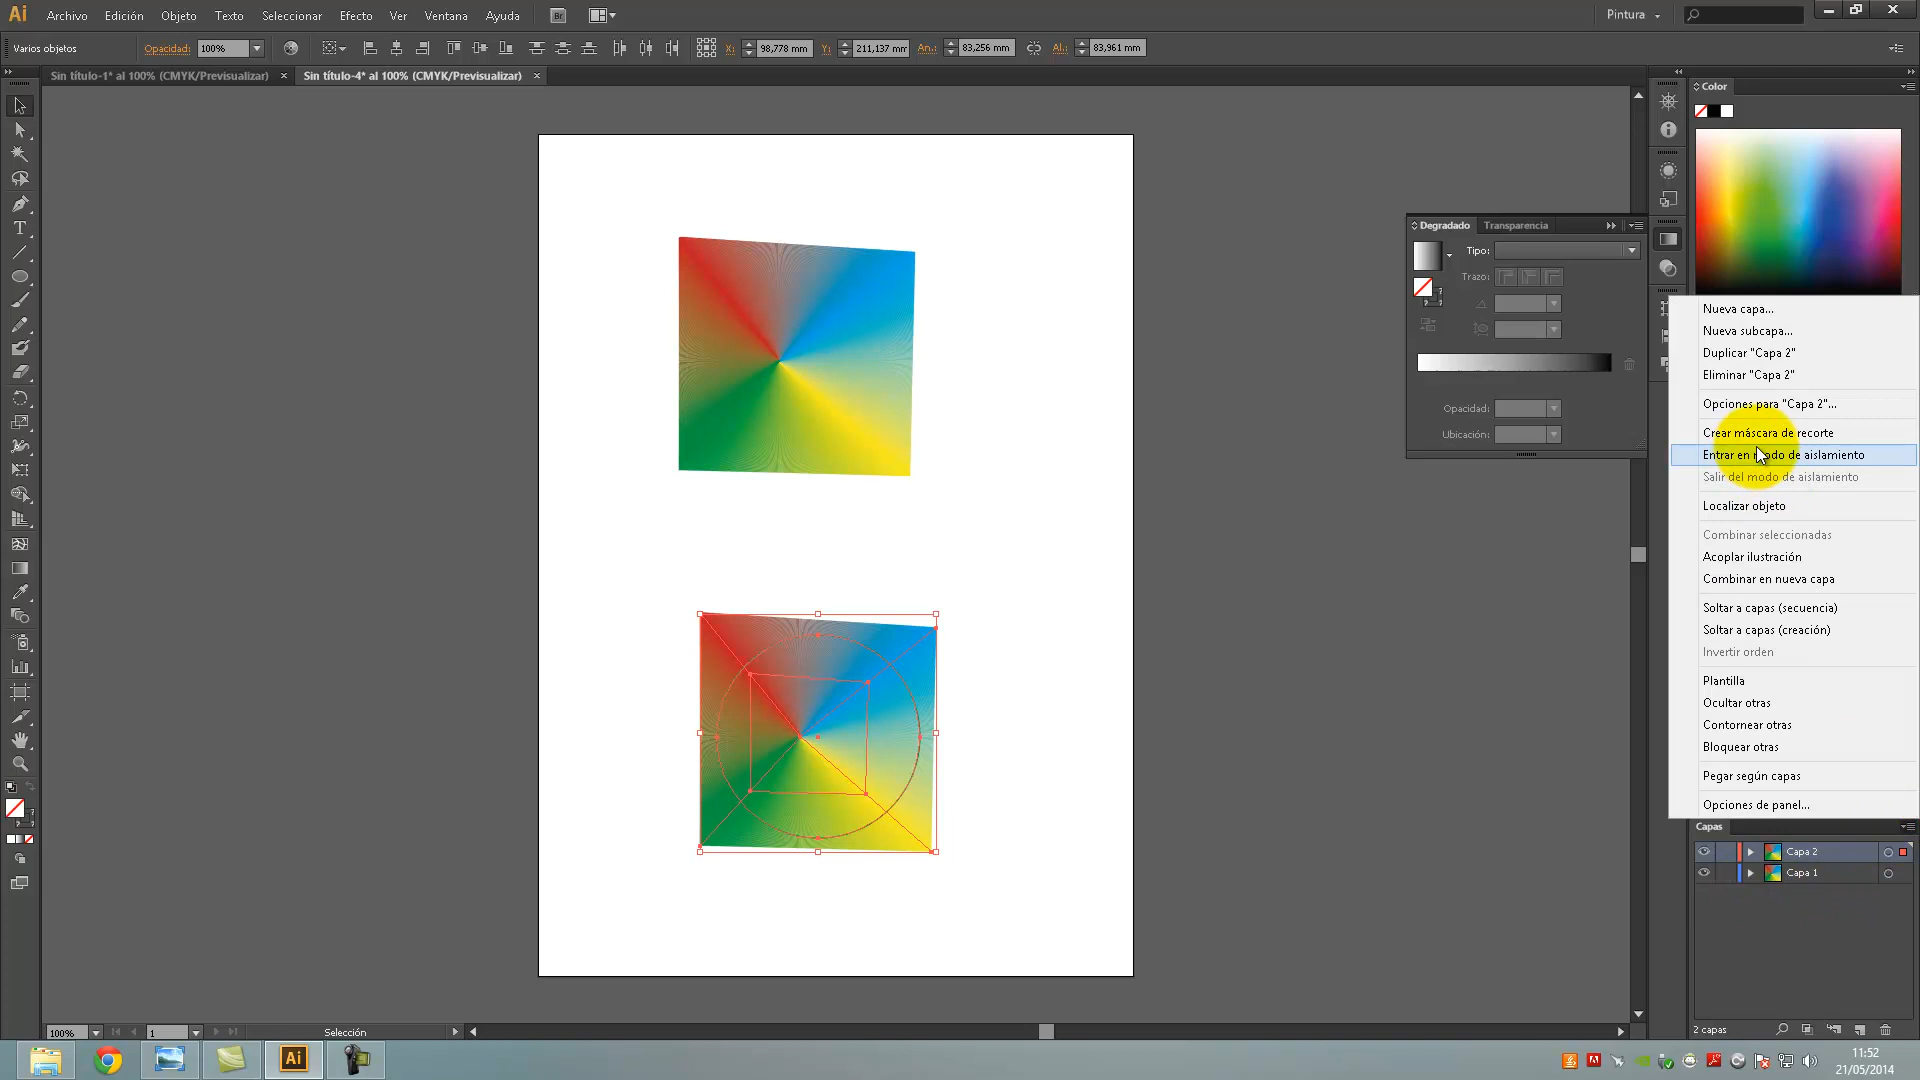 Ai Archivo Edición Objeto Texto Seleccionar Efecto Ver Ventana Ayuda Br Pintura
Varios objetos Opacidad: 100% X: 98,778 mm Y: 211,137 mm An.: 83,256 mm Al.: 83,961 mm
Sin título-1* al 100% (CMYK/Previsualizar) × Sin título-4* al 100% (CMYK/Previsualizar) ×
Color
Degradado Transparencia
Tipo:
Trazo:
Opacidad:
Ubicación:
Nueva capa...
Nueva subcapa...
Duplicar "Capa 2"
Eliminar "Capa 2"
Opciones para "Capa 2"...
Crear máscara de recorte
Entrar en modo de aislamiento
Salir del modo de aislamiento
Localizar objeto
Combinar seleccionadas
Acoplar ilustración
Combinar en nueva capa
Soltar a capas (secuencia)
Soltar a capas (creación)
Invertir orden
Plantilla
Ocultar otras
Contornear otras
Bloquear otras
Pegar según capas
Opciones de panel...
Capas
Capa 2
Capa 1
2 capas
100% 1 Selección
Ai
11:52
21/05/2014